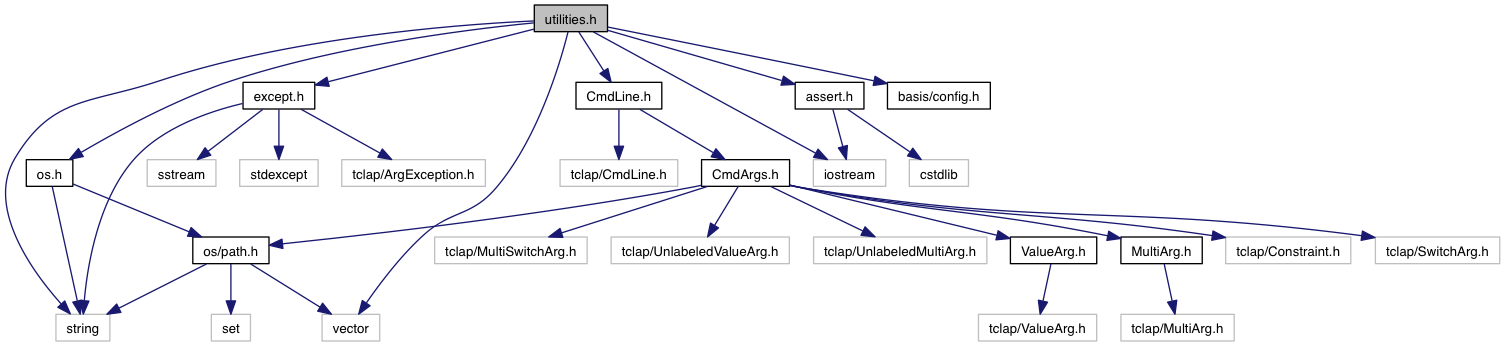 utilities.h
except.h
CmdLine.h
assert.h
basis/config.h
os.h
sstream
stdexcept
tclap/ArgException.h
tclap/CmdLine.h
CmdArgs.h
iostream
cstdlib
os/path.h
tclap/MultiSwitchArg.h
tclap/UnlabeledValueArg.h
tclap/UnlabeledMultiArg.h
ValueArg.h
MultiArg.h
tclap/Constraint.h
tclap/SwitchArg.h
string
set
vector
tclap/ValueArg.h
tclap/MultiArg.h